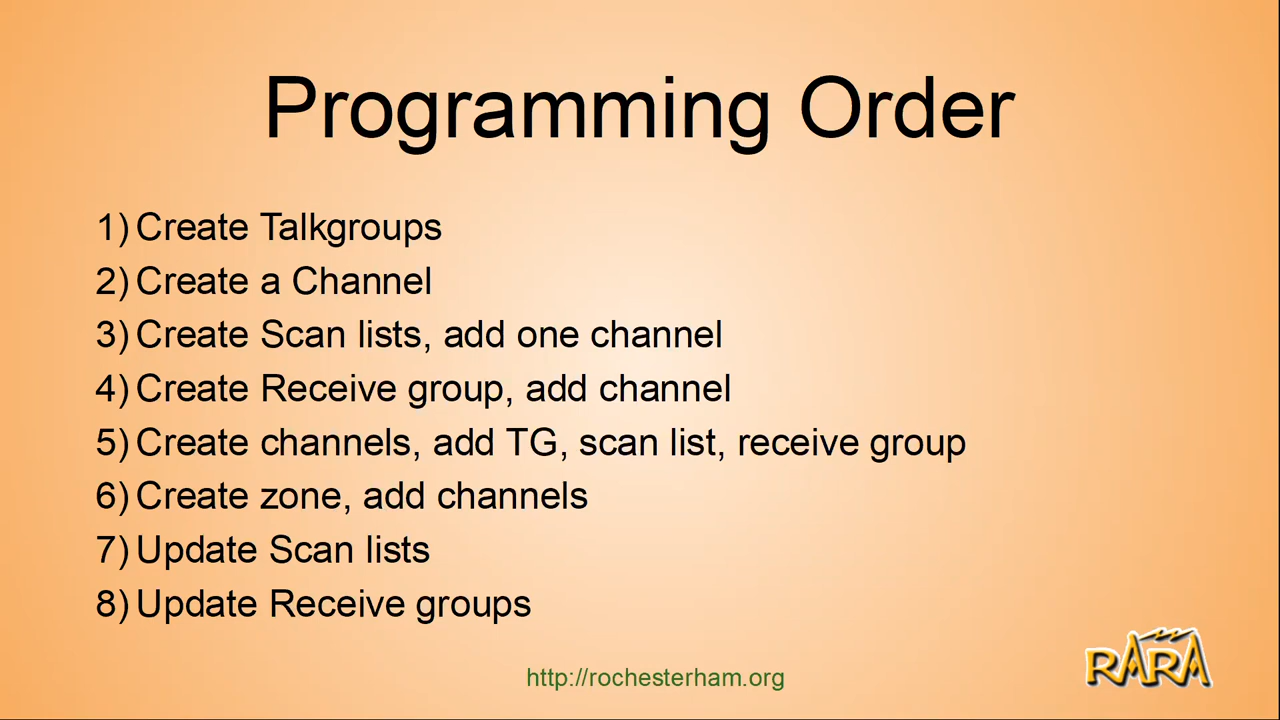 Programming Order
1) Create Talkgroups
2) Create a Channel
3) Create Scan lists, add one channel
4) Create Receive group, add channel
5) Create channels, add TG, scan list, receive group
6) Create zone, add channels
7) Update Scan lists
8) Update Receive groups
http://rochesterham.org
RARA